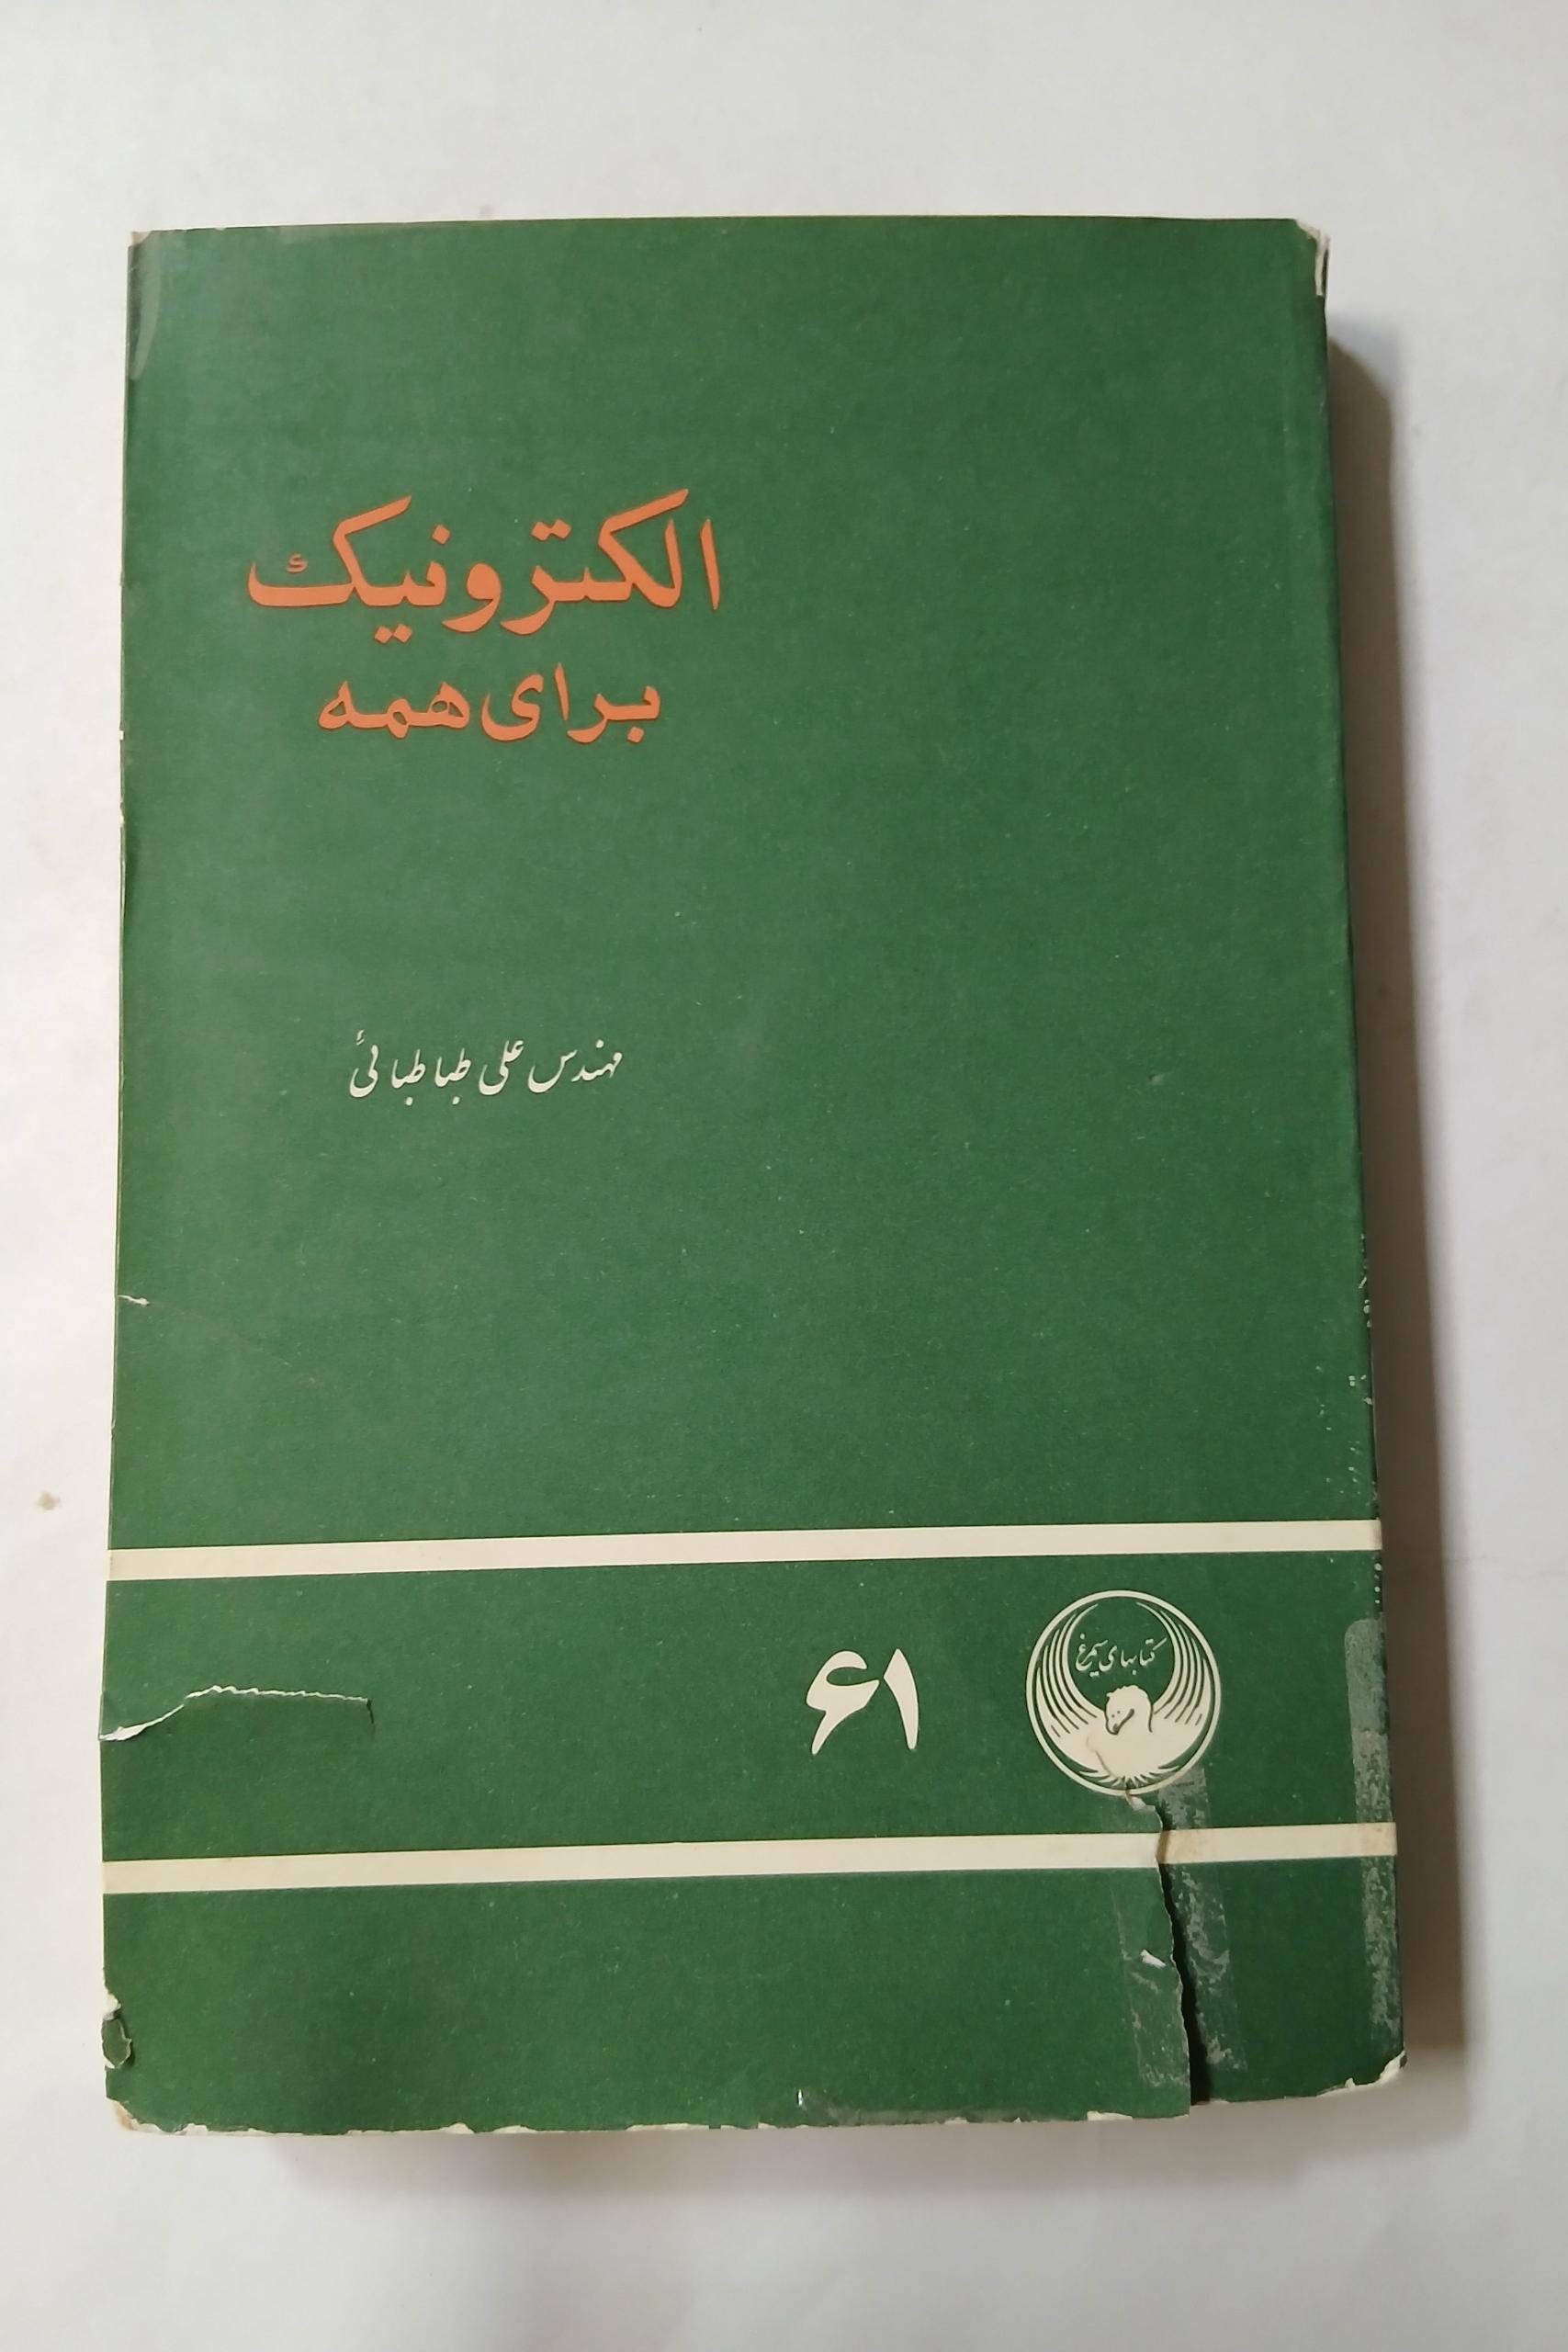 الکترونیک
برای همه
مهندس علی طباطبائی
۶۱
کتابهای سیمرغ